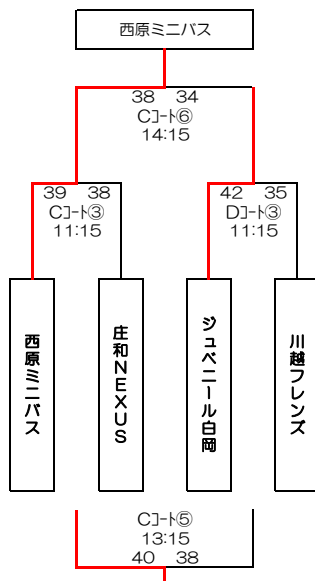 西原ミニバス
38 34
Cコート⑥
14:15
39 38
Cコート③
11:15
42 35
Dコート③
11:15
西原ミニバス
庄和NEXUS
ジュベニール白岡
川越フレンズ
Cコート⑤
13:15
40 38